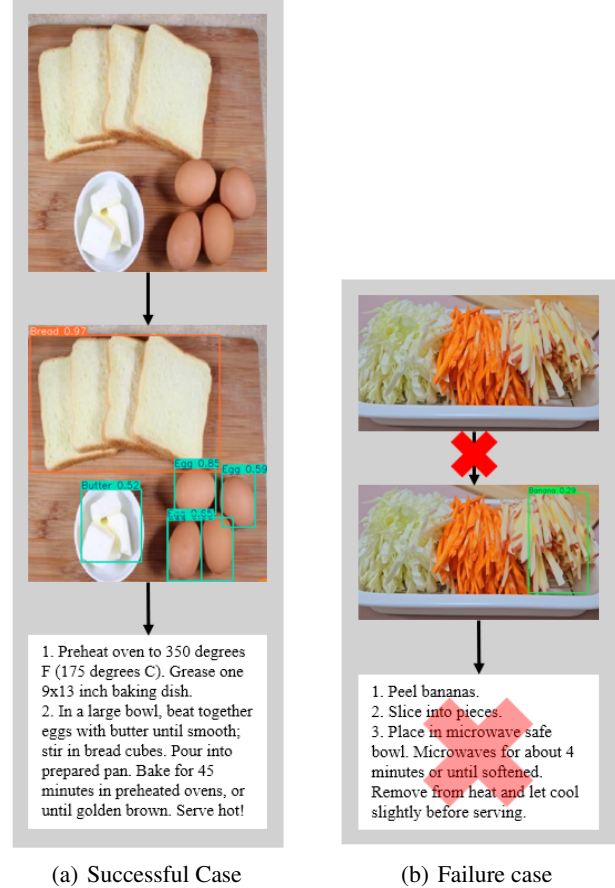 Bread 0.97
Egg 0.85
Egg 0.59
Butter 0.52
Banana 0.29
1. Preheat oven to 350 degrees
F (175 degrees C). Grease one
9x13 inch baking dish.
2. In a large bowl, beat together
eggs with butter until smooth;
stir in bread cubes. Pour into
prepared pan. Bake for 45
minutes in preheated ovens, or
until golden brown. Serve hot!
1. Peel bananas.
2. Slice into pieces.
3. Place in microwave safe
bowl. Microwaves for about 4
minutes or until softened.
Remove from heat and let cool
slightly before serving.
(a) Successful Case
(b) Failure case